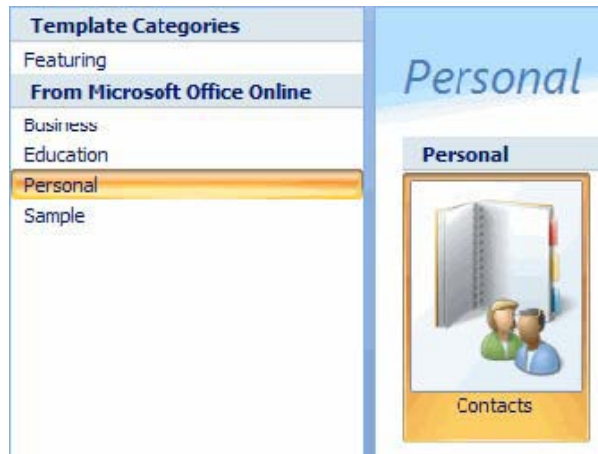 Template Categories
Featuring
From Microsoft Office Online
Business
Education
Personal
Sample
Personal
Personal
Contacts